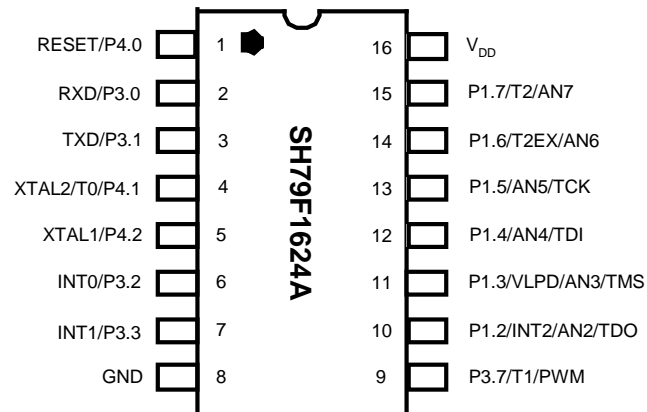 RESET/P4.0 1 16 VDD
RXD/P3.0 2 15 P1.7/T2/AN7
TXD/P3.1 3 14 P1.6/T2EX/AN6
XTAL2/T0/P4.1 4 13 P1.5/AN5/TCK
XTAL1/P4.2 5 12 P1.4/AN4/TDI
INT0/P3.2 6 11 P1.3/VLPD/AN3/TMS
INT1/P3.3 7 10 P1.2/INT2/AN2/TDO
GND 8 9 P3.7/T1/PWM
SH79F1624A